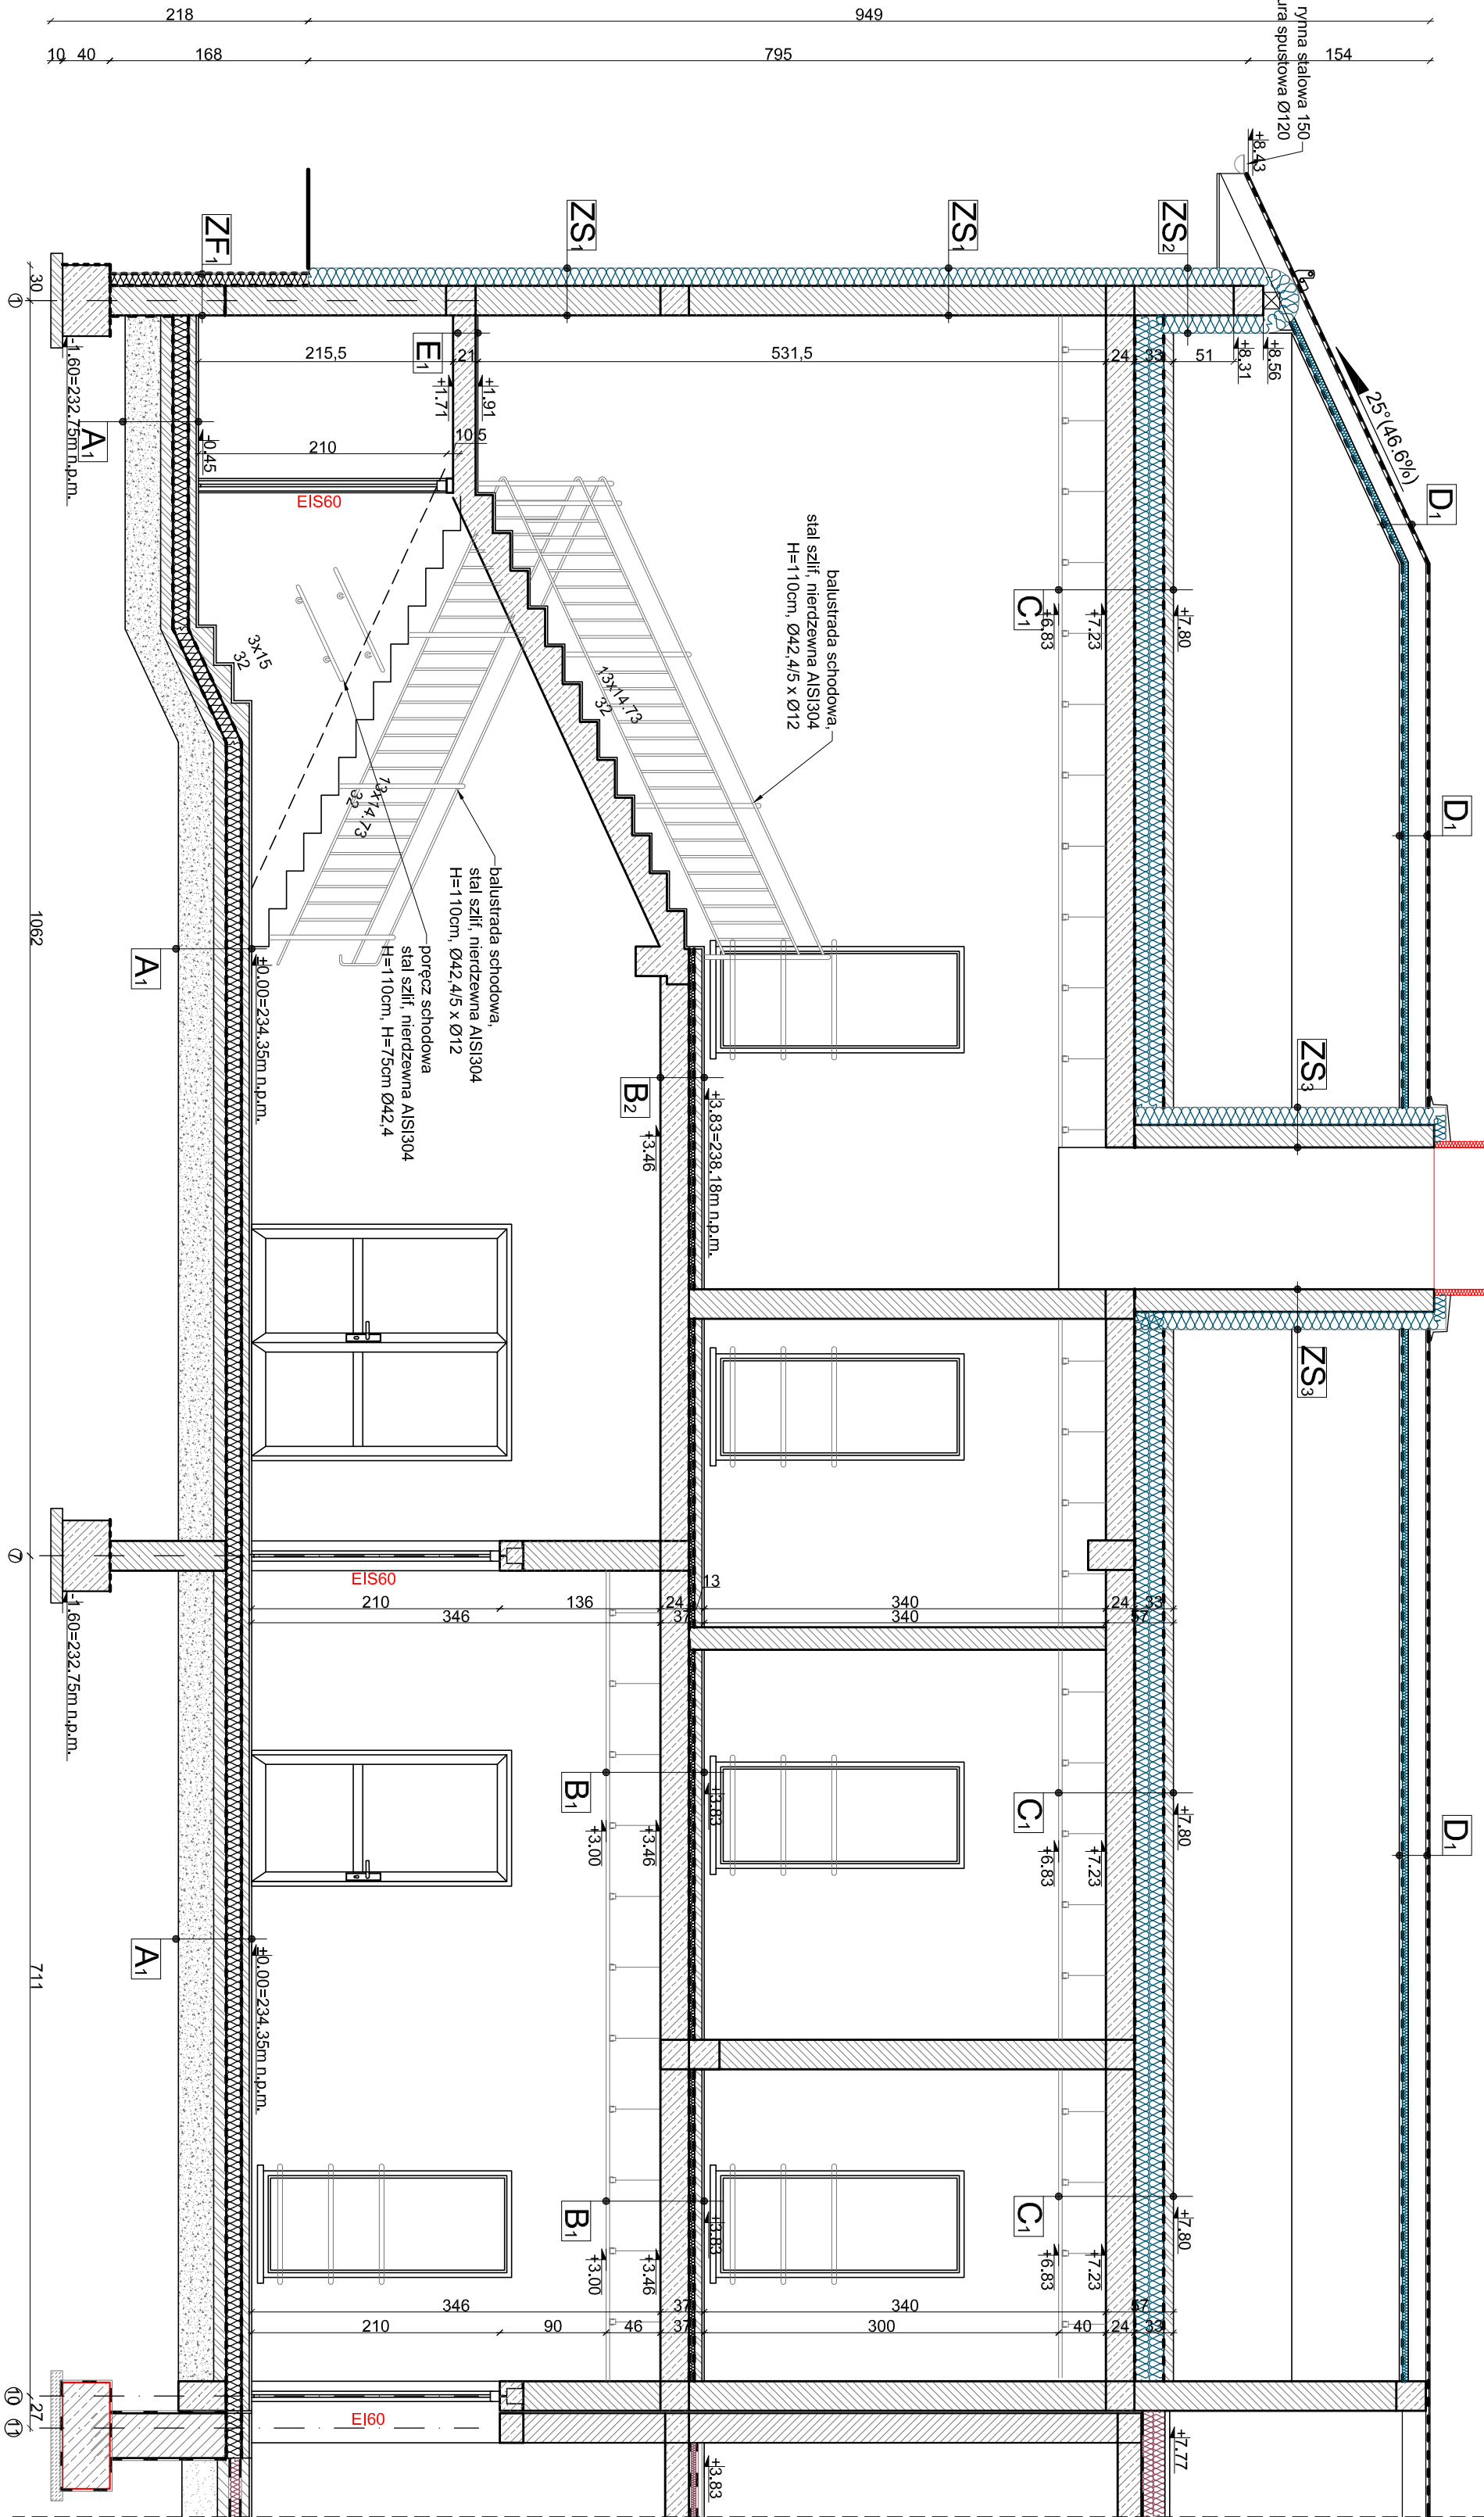 218
949
10
40
168
795
154
rynna stalowa 150
ura spustowa Ø120
+8.43
25°(46.6%)
ZF1
ZS1
ZS1
ZS2
D1
D1
D1
30
1
-1.60=232.75m n.p.m.
215,5
E1
21
531,5
24
33
51
+8.31
+8.56
+1.71
+1.91
A1
-0.45
210
10,5
EIS60
balustrada schodowa,
stal szlif, nierdzewna AISI304
H=110cm, Ø42,4/5 x Ø12
C1
+6.83
+7.23
+7.80
3x15
32
13x14.73
32
13x14.73
32
balustrada schodowa,
stal szlif, nierdzewna AISI304
H=110cm, Ø42,4/5 x Ø12
poręcz schodowa
stal szlif, nierdzewna AISI304
H=110cm, H=75cm Ø42,4
1062
A1
±0.00=234.35m n.p.m.
B2
+3.46
+3.83=238.18m n.p.m.
ZS3
ZS3
7
-1.60=232.75m n.p.m.
EIS60
210
136
24
13
340
24
33
346
37
340
57
B1
+3.00
+3.46
+3.83
C1
+6.83
+7.23
+7.80
711
A1
±0.00=234.35m n.p.m.
B1
+3.00
+3.46
+3.83
C1
+6.83
+7.23
+7.80
346
37
340
57
210
90
46
37
300
40
24
33
10
27
11
EI60
+3.83
+7.77